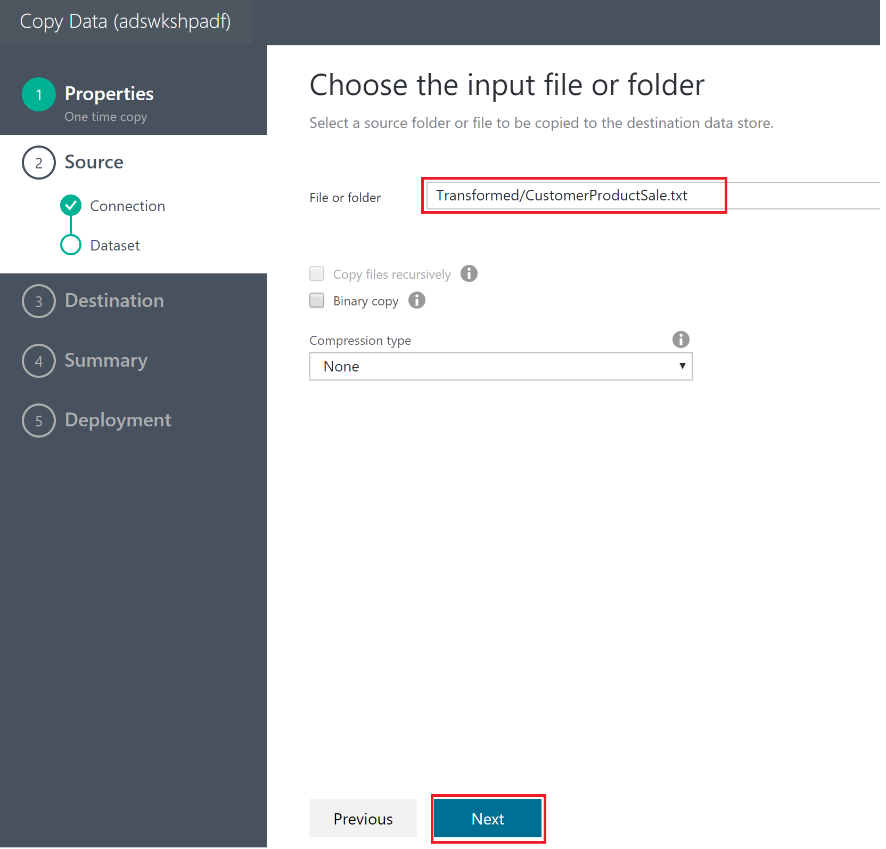 Copy Data (adswkshpadf)
1 Properties
One time copy
2 Source
Connection
Dataset
3 Destination
4 Summary
5 Deployment
Choose the input file or folder
Select a source folder or file to be copied to the destination data store.
File or folder Transformed/CustomerProductSale.txt
Copy files recursively i
Binary copy i
Compression type i
None
Previous Next